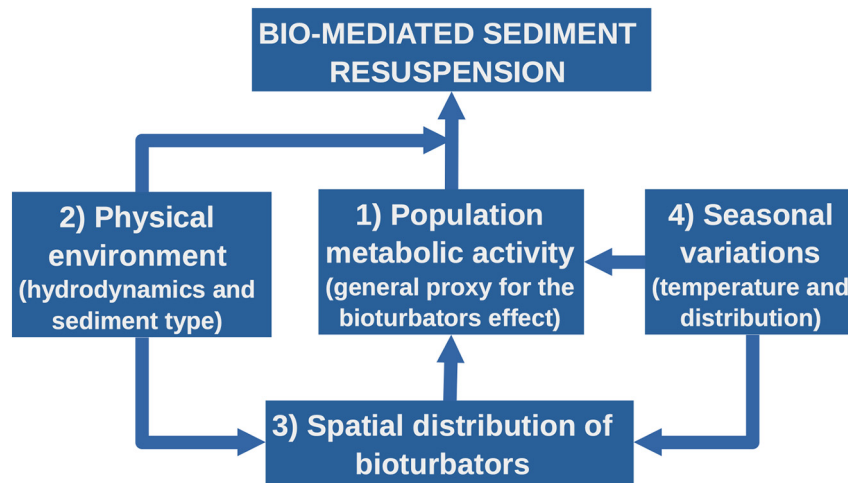 BIO-MEDIATED SEDIMENT
RESUSPENSION
2) Physical
environment
(hydrodynamics and
sediment type)
1) Population
metabolic activity
(general proxy for the
bioturbators effect)
4) Seasonal
variations
(temperature and
distribution)
3) Spatial distribution of
bioturbators